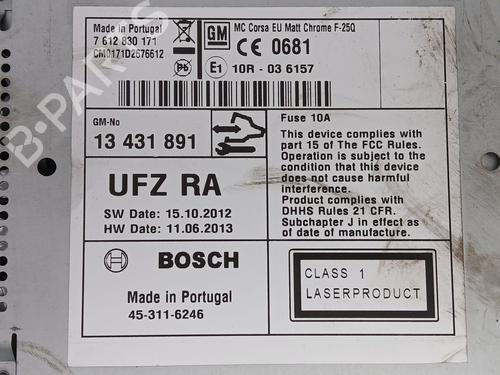 Made in Portugal
7 612 830 171
CM0171D2676612
Pb
GM
MC Corsa EU Matt Chrome F-25Q
CE 0681
E1 10R - 03 6157
GM-No
13 431 891
Fuse 10A
This device complies with
part 15 of The FCC Rules.
Operation is subject to the
condition that this device
does not cause harmful
interference.
Product complies with
DHHS Rules 21 CFR.
Subchapter J in effect as
of date of manufacture.
UFZ RA
SW Date: 15.10.2012
HW Date: 11.06.2013
BOSCH
Made in Portugal
45-311-6246
CLASS 1
LASERPRODUCT
B-PARTS